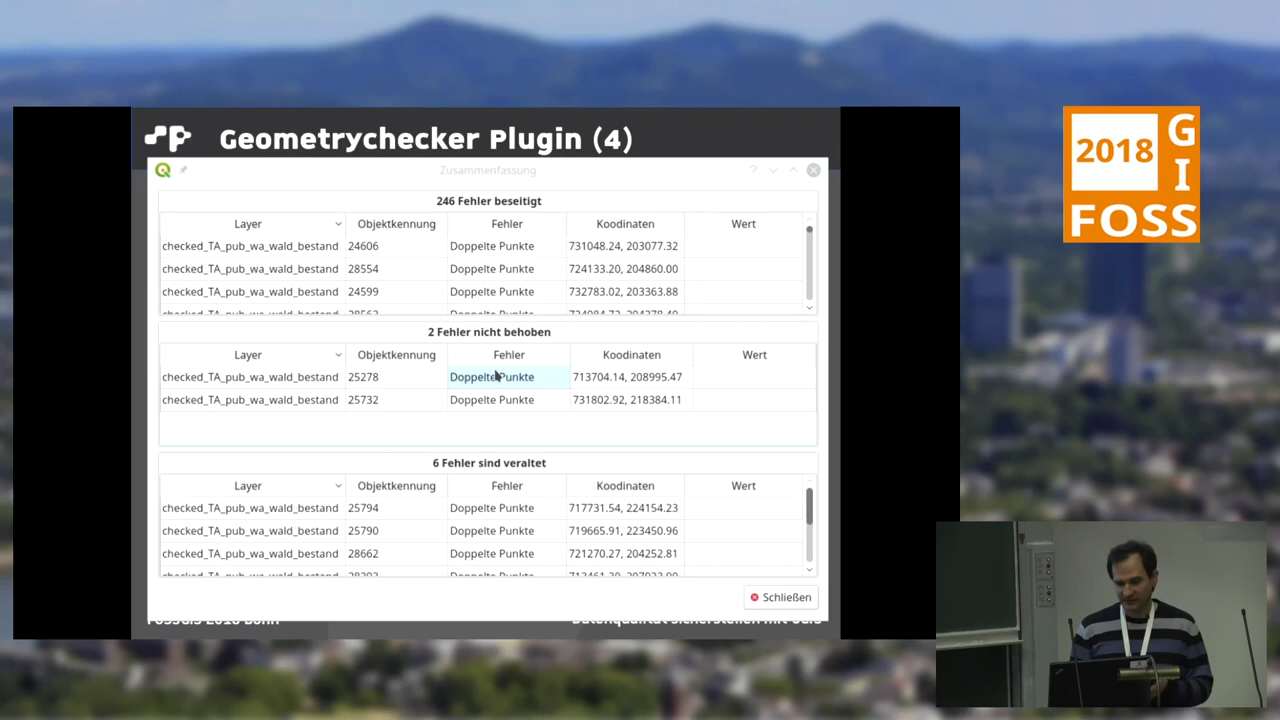 Geometrychecker Plugin (4)
Zusammenfassung
246 Fehler beseitigt
Layer Objektkennung Fehler Koordinaten Wert
checked_TA_pub_wa_wald_bestand 24606 Doppelte Punkte 731048.24, 203077.32
checked_TA_pub_wa_wald_bestand 28554 Doppelte Punkte 724133.20, 204860.00
checked_TA_pub_wa_wald_bestand 24599 Doppelte Punkte 732783.02, 203363.88
2 Fehler nicht behoben
Layer Objektkennung Fehler Koordinaten Wert
checked_TA_pub_wa_wald_bestand 25278 Doppelte Punkte 713704.14, 208995.47
checked_TA_pub_wa_wald_bestand 25732 Doppelte Punkte 731802.92, 218384.11
6 Fehler sind veraltet
Layer Objektkennung Fehler Koordinaten Wert
checked_TA_pub_wa_wald_bestand 25794 Doppelte Punkte 717731.54, 224154.23
checked_TA_pub_wa_wald_bestand 25790 Doppelte Punkte 719665.91, 223450.96
checked_TA_pub_wa_wald_bestand 28662 Doppelte Punkte 721270.27, 204252.81
Schließen
2018
GI
FOSS